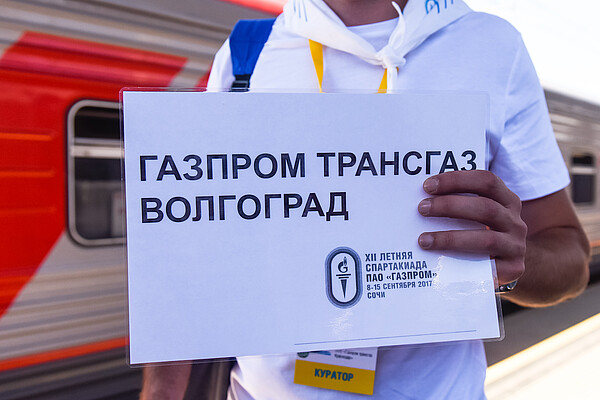 ГАЗПРОМ ТРАНСГАЗ
ВОЛГОГРАД
XII ЛЕТНЯЯ
СПАРТАКИАДА
ПАО «ГАЗПРОМ»
8-15 СЕНТЯБРЯ 2017
СОЧИ
КУРАТОР